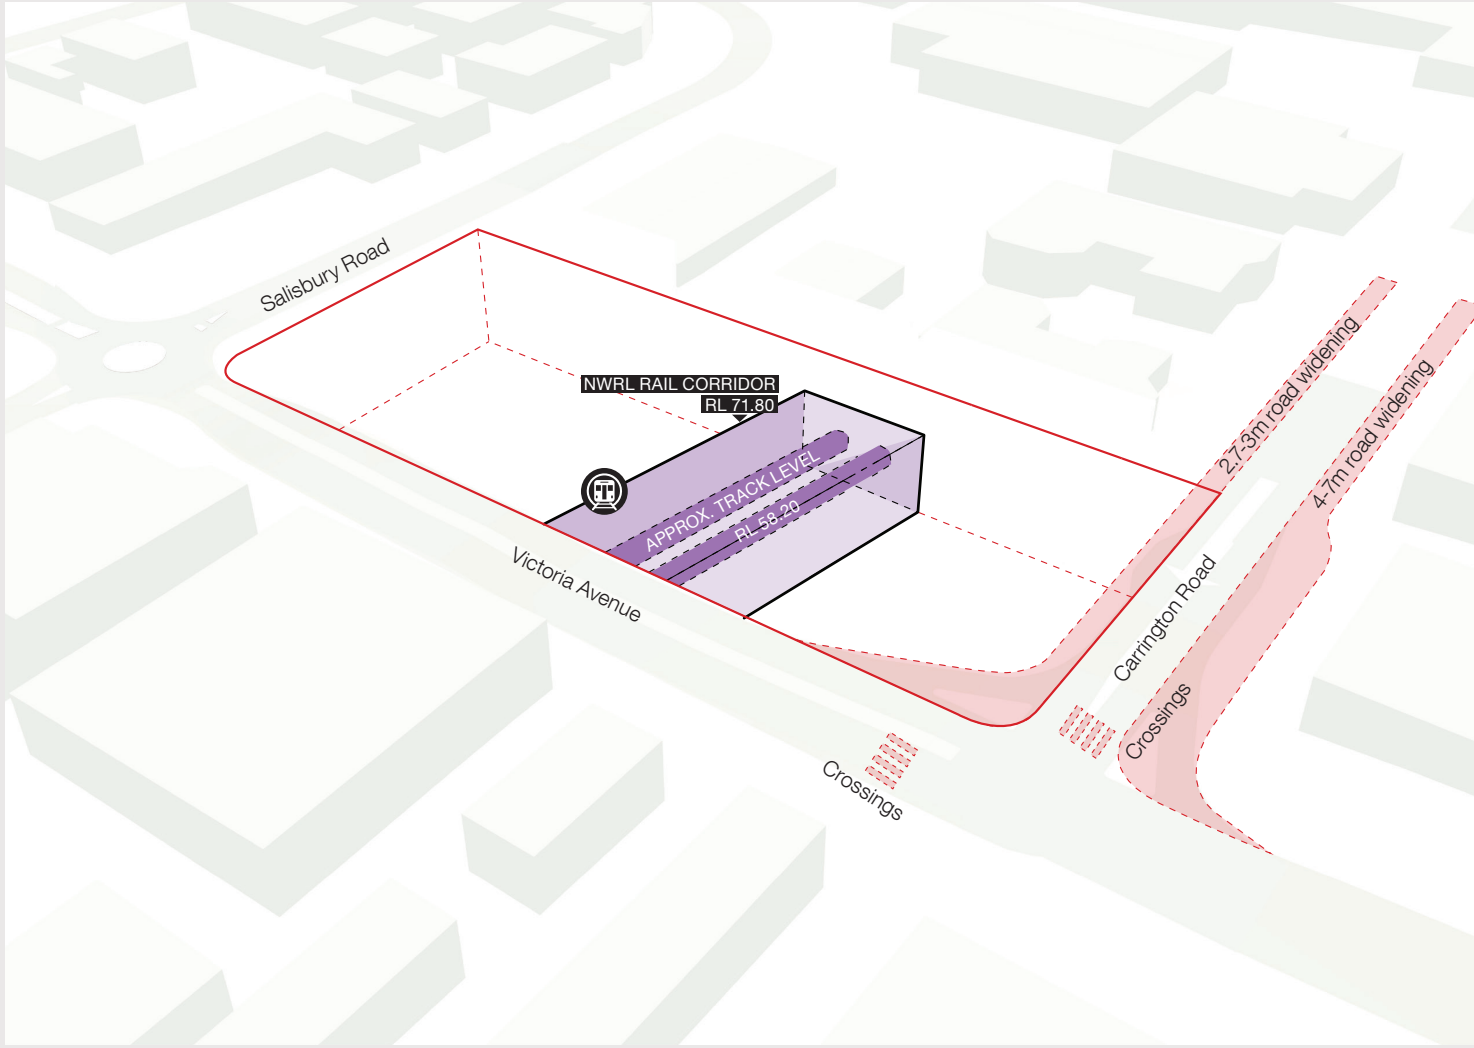 Salisbury Road
NWRL RAIL CORRIDOR
RL 71.80
APPROX. TRACK LEVEL
RL 58.20
Victoria Avenue
2.7-3m road widening
4-7m road widening
Carrington Road
Crossings
Crossings